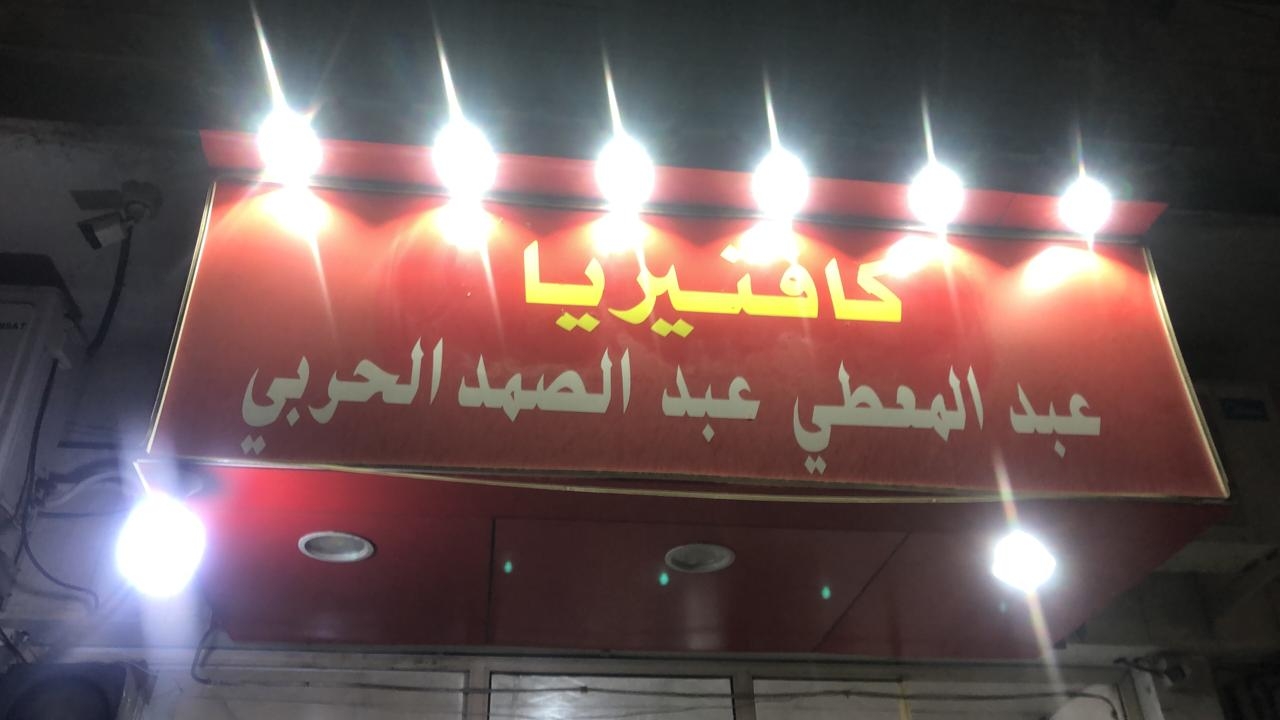 كافتيريا
عبد المعطي عبد الصمد الحربي